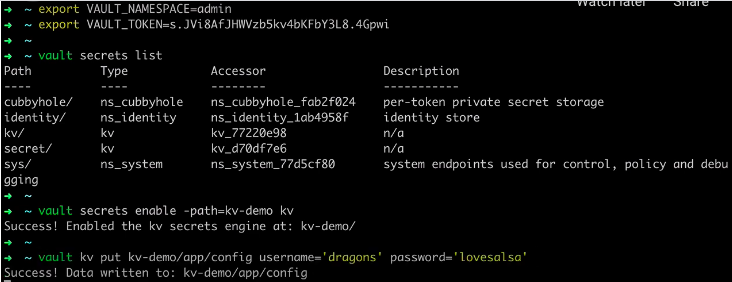 Watch later Share
➜ ~ export VAULT_NAMESPACE=admin
➜ ~ export VAULT_TOKEN=s.JVi8AfJHWVzb5kv4bKFbY3L8.4Gpwi
➜ ~
➜ ~ vault secrets list
Path Type Accessor Description
---- ---- -------- -----------
cubbyhole/ ns_cubbyhole ns_cubbyhole_fab2f024 per-token private secret storage
identity/ ns_identity ns_identity_1ab4958f identity store
kv/ kv kv_77220e98 n/a
secret/ kv kv_d70df7e6 n/a
sys/ ns_system ns_system_77d5cf80 system endpoints used for control, policy and debu
gging
➜ ~
➜ ~ vault secrets enable -path=kv-demo kv
Success! Enabled the kv secrets engine at: kv-demo/
➜ ~
➜ ~ vault kv put kv-demo/app/config username='dragons' password='lovesalsa'
Success! Data written to: kv-demo/app/config